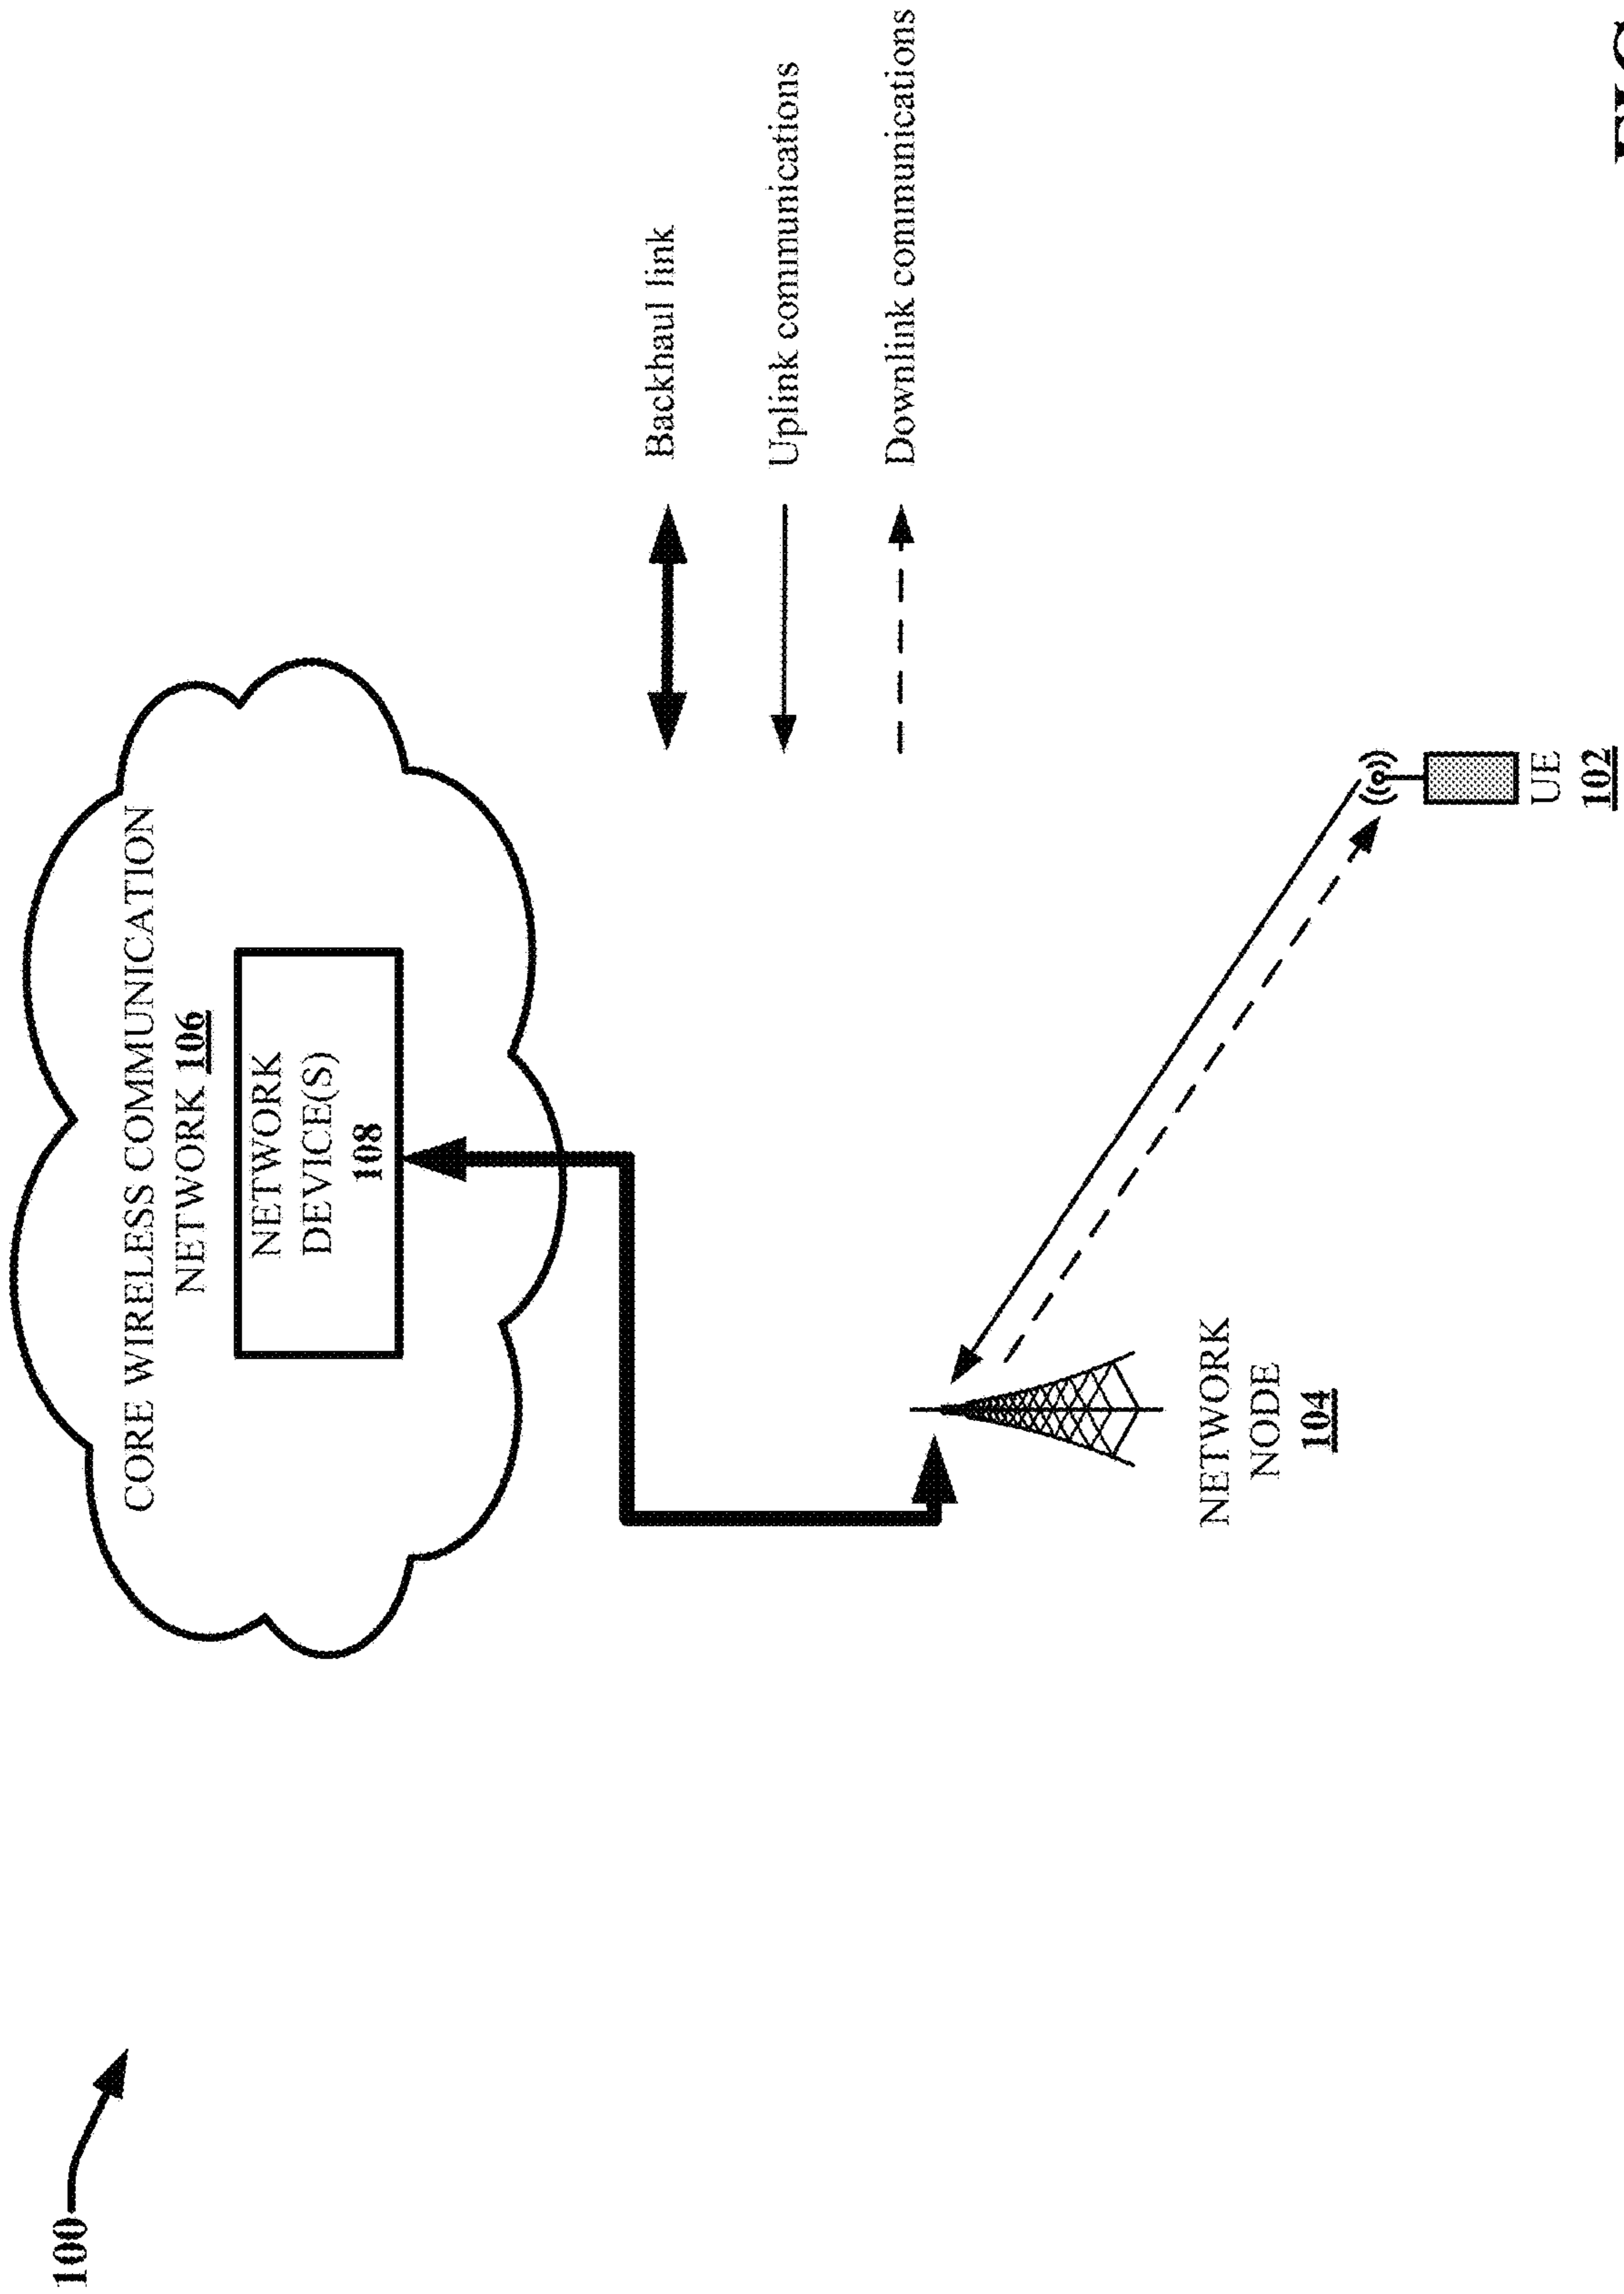 100
CORE WIRELESS COMMUNICATION
NETWORK 106
NETWORK
DEVICE(S)
108
Backhaul link
Uplink communications
Downlink communications
NETWORK
NODE
104
UE
102